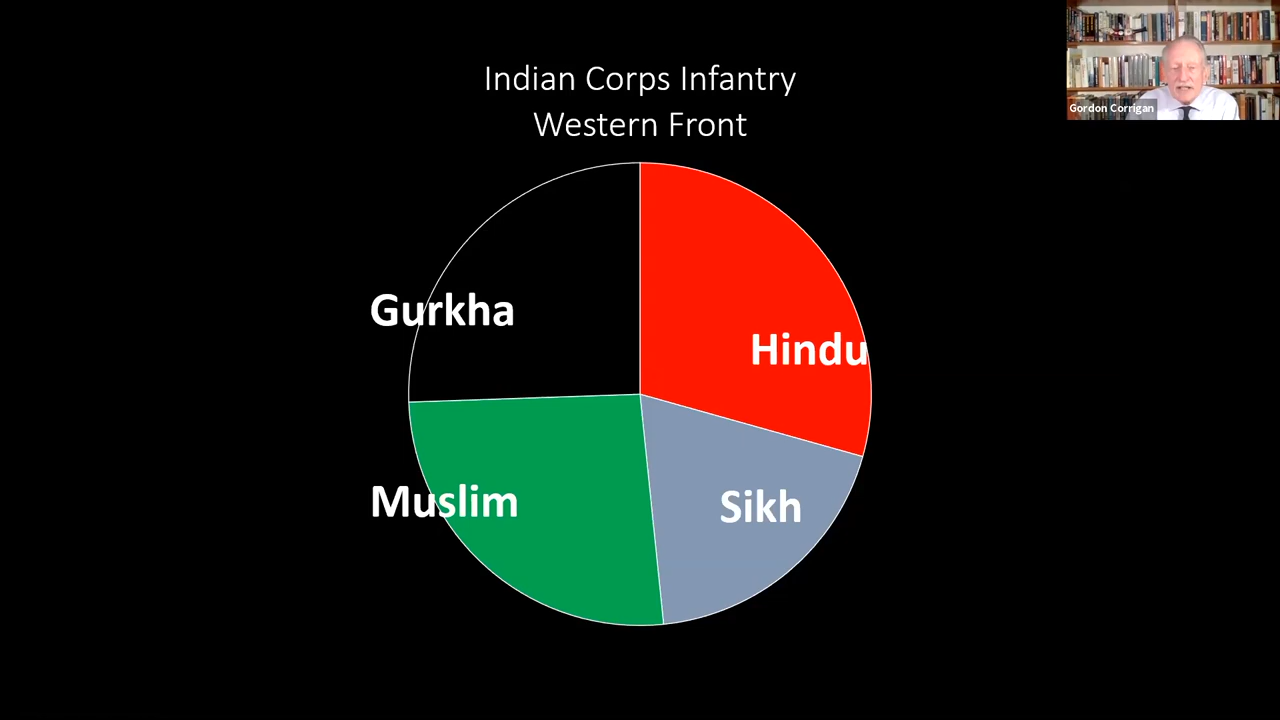 Indian Corps Infantry
Western Front
Gordon Corrigan
Gurkha
Hindu
Muslim
Sikh